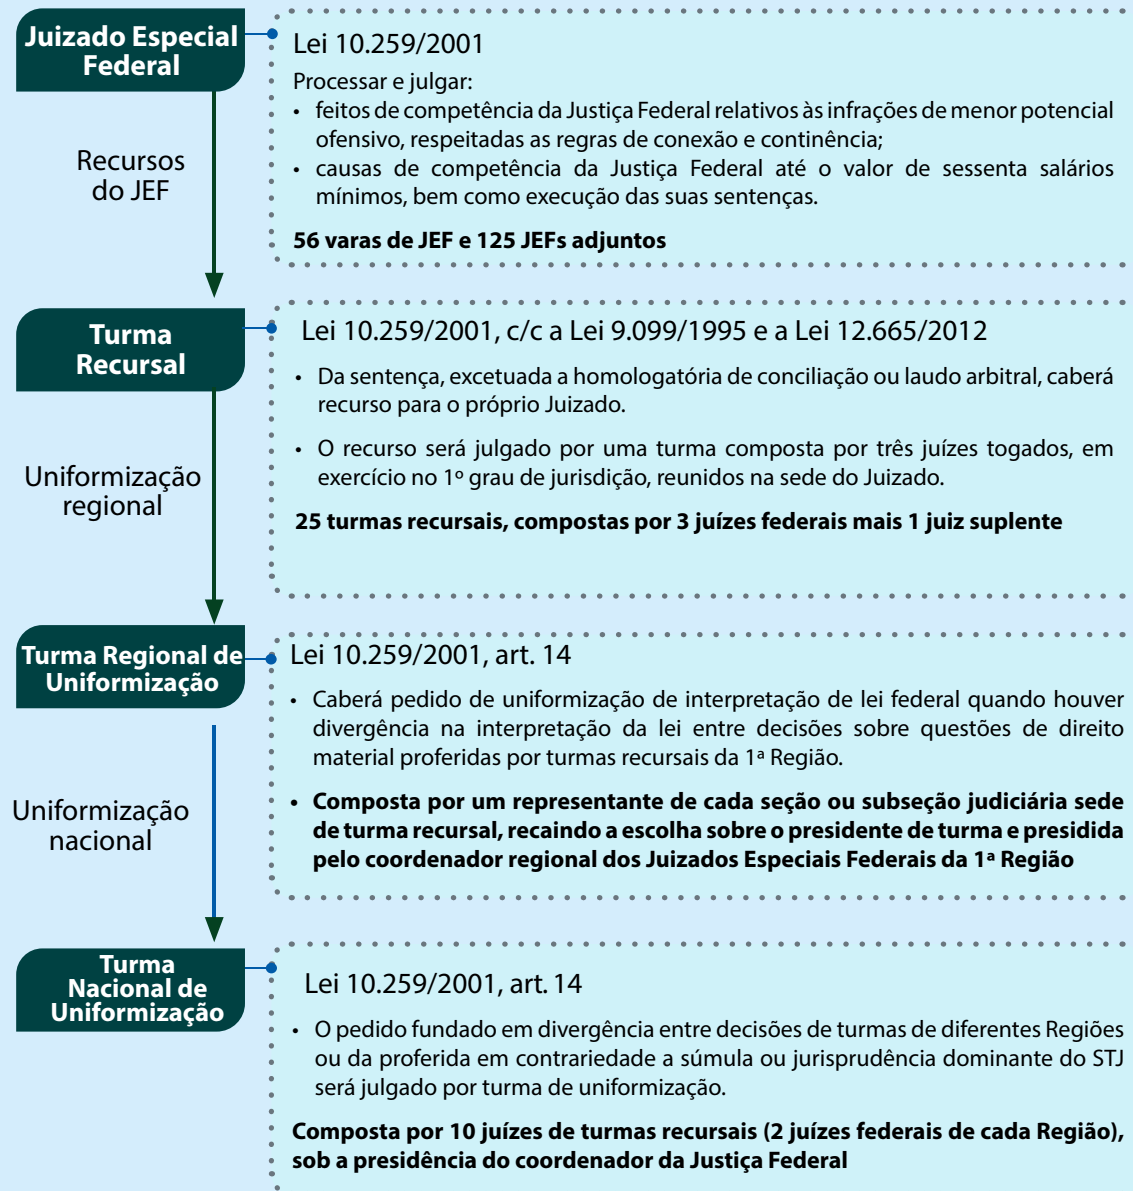 Juizado Especial
Federal
Lei 10.259/2001
Processar e julgar:
• feitos de competência da Justiça Federal relativos às infrações de menor potencial
ofensivo, respeitadas as regras de conexão e continência;
• causas de competência da Justiça Federal até o valor de sessenta salários
mínimos, bem como execução das suas sentenças.
56 varas de JEF e 125 JEFs adjuntos
Recursos
do JEF
Turma
Recursal
Lei 10.259/2001, c/c a Lei 9.099/1995 e a Lei 12.665/2012
• Da sentença, excetuada a homologatória de conciliação ou laudo arbitral, caberá
recurso para o próprio Juizado.
• O recurso será julgado por uma turma composta por três juízes togados, em
exercício no 1º grau de jurisdição, reunidos na sede do Juizado.
25 turmas recursais, compostas por 3 juízes federais mais 1 juiz suplente
Uniformização
regional
Turma Regional de
Uniformização
Lei 10.259/2001, art. 14
• Caberá pedido de uniformização de interpretação de lei federal quando houver
divergência na interpretação da lei entre decisões sobre questões de direito
material proferidas por turmas recursais da 1ª Região.
• Composta por um representante de cada seção ou subseção judiciária sede
de turma recursal, recaindo a escolha sobre o presidente de turma e presidida
pelo coordenador regional dos Juizados Especiais Federais da 1ª Região
Uniformização
nacional
Turma
Nacional de
Uniformização
Lei 10.259/2001, art. 14
• O pedido fundado em divergência entre decisões de turmas de diferentes Regiões
ou da proferida em contrariedade a súmula ou jurisprudência dominante do STJ
será julgado por turma de uniformização.
Composta por 10 juízes de turmas recursais (2 juízes federais de cada Região),
sob a presidência do coordenador da Justiça Federal